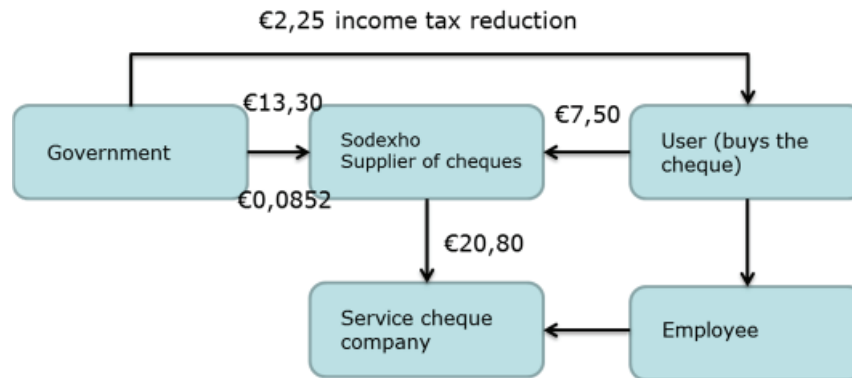 €2,25 income tax reduction
€13,30
Government
€0,0852
Sodexho
Supplier of cheques
€7,50
User (buys the
cheque)
€20,80
Service cheque
company
Employee